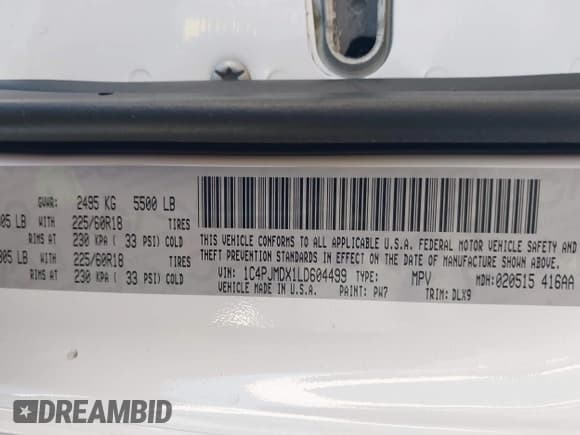 GVWR: 2495 KG 5500 LB
305 LB WITH 225/60R18 TIRES
RIMS AT 230 KPA ( 33 PSI) COLD
305 LB WITH 225/60R18 TIRES
RIMS AT 230 KPA ( 33 PSI) COLD
THIS VEHICLE CONFORMS TO ALL APPLICABLE U.S.A. FEDERAL MOTOR VEHICLE SAFETY AND
THEFT PREVENTION STANDARDS IN EFFECT ON THE DATE OF MANUFACTURE SHOWN ABOVE.
VIN: 1C4PJMDX1LD604499 TYPE: MPV MDH: 020515 416AA
VEHICLE MADE IN U.S.A. PAINT: PW7 TRIM: DLX9
DREAMBID